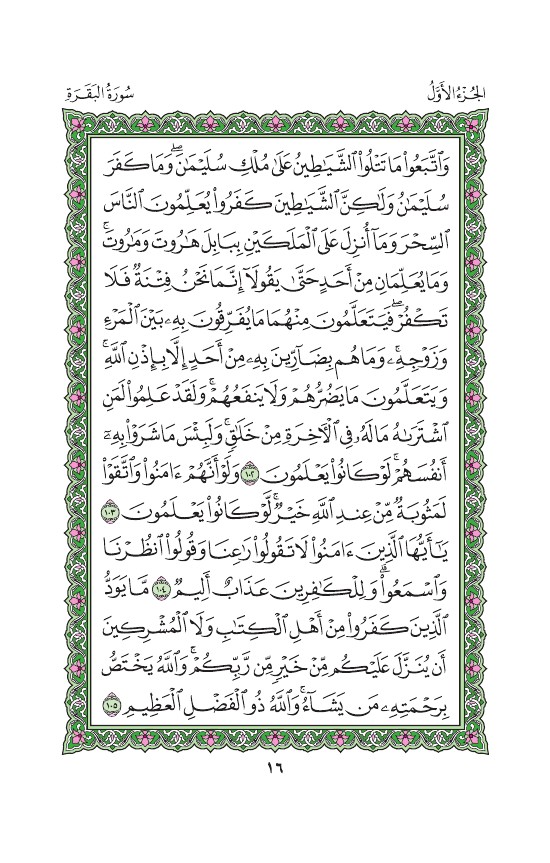 الجُزْءُ الأَوَّلُ
سُورَةُ البَقَرَةِ
وَٱتَّبَعُوا۟ مَا تَتْلُوا۟ ٱلشَّيَـٰطِينُ عَلَىٰ مُلْكِ سُلَيْمَـٰنَ ۖ وَمَا كَفَرَ
سُلَيْمَـٰنُ وَلَـٰكِنَّ ٱلشَّيَـٰطِينَ كَفَرُوا۟ يُعَلِّمُونَ ٱلنَّاسَ
ٱلسِّحْرَ وَمَآ أُنزِلَ عَلَى ٱلْمَلَكَيْنِ بِبَابِلَ هَـٰرُوتَ وَمَـٰرُوتَ ۚ
وَمَا يُعَلِّمَانِ مِنْ أَحَدٍ حَتَّىٰ يَقُولَآ إِنَّمَا نَحْنُ فِتْنَةٌ فَلَا
تَكْفُرْ ۖ فَيَتَعَلَّمُونَ مِنْهُمَا مَا يُفَرِّقُونَ بِهِۦ بَيْنَ ٱلْمَرْءِ
وَزَوْجِهِۦ ۚ وَمَا هُم بِضَآرِّينَ بِهِۦ مِنْ أَحَدٍ إِلَّا بِإِذْنِ ٱللَّهِ ۚ
وَيَتَعَلَّمُونَ مَا يَضُرُّهُمْ وَلَا يَنفَعُهُمْ ۚ وَلَقَدْ عَلِمُوا۟ لَمَنِ
ٱشْتَرَىٰهُ مَا لَهُۥ فِى ٱلْـَٔاخِرَةِ مِنْ خَلَـٰقٍ ۚ وَلَبِئْسَ مَا شَرَوْا۟ بِهِۦٓ
أَنفُسَهُمْ ۚ لَوْ كَانُوا۟ يَعْلَمُونَ ١٠٢ وَلَوْ أَنَّهُمْ ءَامَنُوا۟ وَٱتَّقَوْا۟
لَمَثُوبَةٌ مِّنْ عِندِ ٱللَّهِ خَيْرٌ ۖ لَّوْ كَانُوا۟ يَعْلَمُونَ ١٠٣
يَـٰٓأَيُّهَا ٱلَّذِينَ ءَامَنُوا۟ لَا تَقُولُوا۟ رَٰعِنَا وَقُولُوا۟ ٱنظُرْنَا
وَٱسْمَعُوا۟ ۗ وَلِلْكَـٰفِرِينَ عَذَابٌ أَلِيمٌ ١٠٤ مَّا يَوَدُّ
ٱلَّذِينَ كَفَرُوا۟ مِنْ أَهْلِ ٱلْكِتَـٰبِ وَلَا ٱلْمُشْرِكِينَ
أَن يُنَزَّلَ عَلَيْكُم مِّنْ خَيْرٍ مِّن رَّبِّكُمْ ۗ وَٱللَّهُ يَخْتَصُّ
بِرَحْمَتِهِۦ مَن يَشَآءُ ۚ وَٱللَّهُ ذُو ٱلْفَضْلِ ٱلْعَظِيمِ ١٠٥
١٦